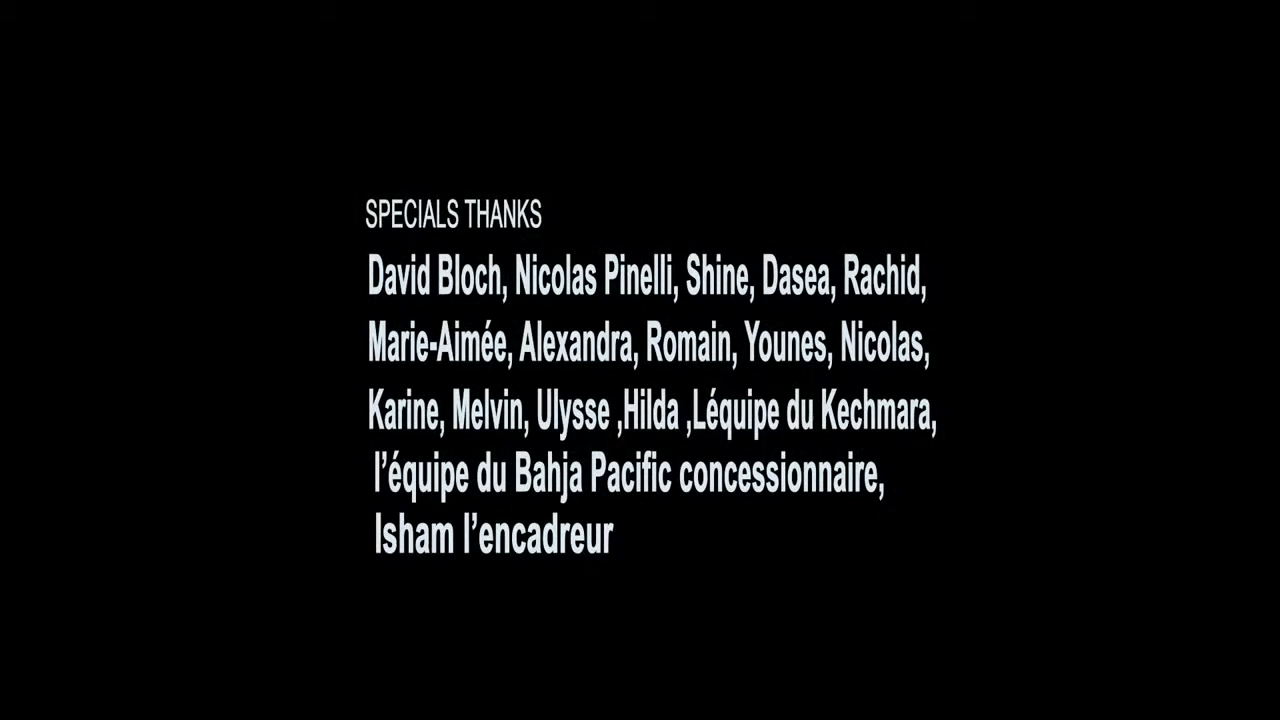 SPECIALS THANKS
David Bloch, Nicolas Pinelli, Shine, Dasea, Rachid,
Marie-Aimée, Alexandra, Romain, Younes, Nicolas,
Karine, Melvin, Ulysse ,Hilda ,Léquipe du Kechmara,
l’équipe du Bahja Pacific concessionnaire,
Isham l’encadreur